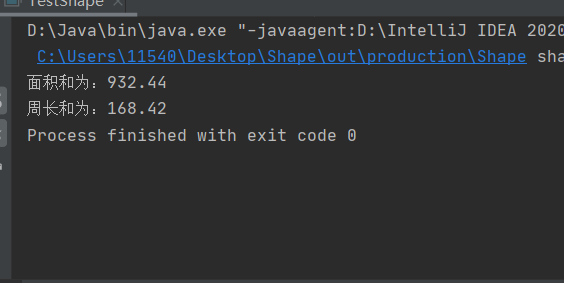 TestShape ×
D:\Java\bin\java.exe "-javaagent:D:\IntelliJ IDEA 2020
C:\Users\11540\Desktop\Shape\out\production\Shape sha
面积和为：932.44
周长和为：168.42
Process finished with exit code 0